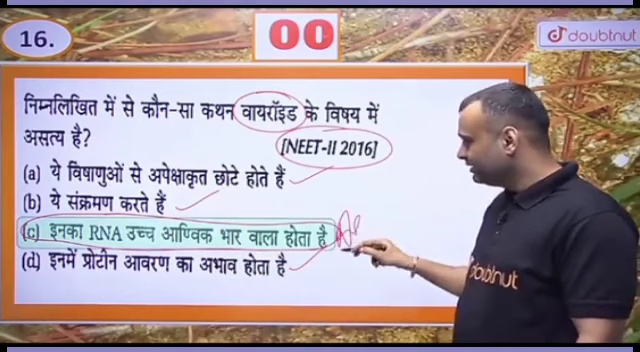 16.
00
doubtnut
निम्नलिखित में से कौन-सा कथन वायरॉइड के विषय में
असत्य है?
[NEET-II 2016]
(a) ये विषाणुओं से अपेक्षाकृत छोटे होते हैं
(b) ये संक्रमण करते हैं
(c) इनका RNA उच्च आण्विक भार वाला होता है
(d) इनमें प्रोटीन आवरण का अभाव होता है
doubtnut